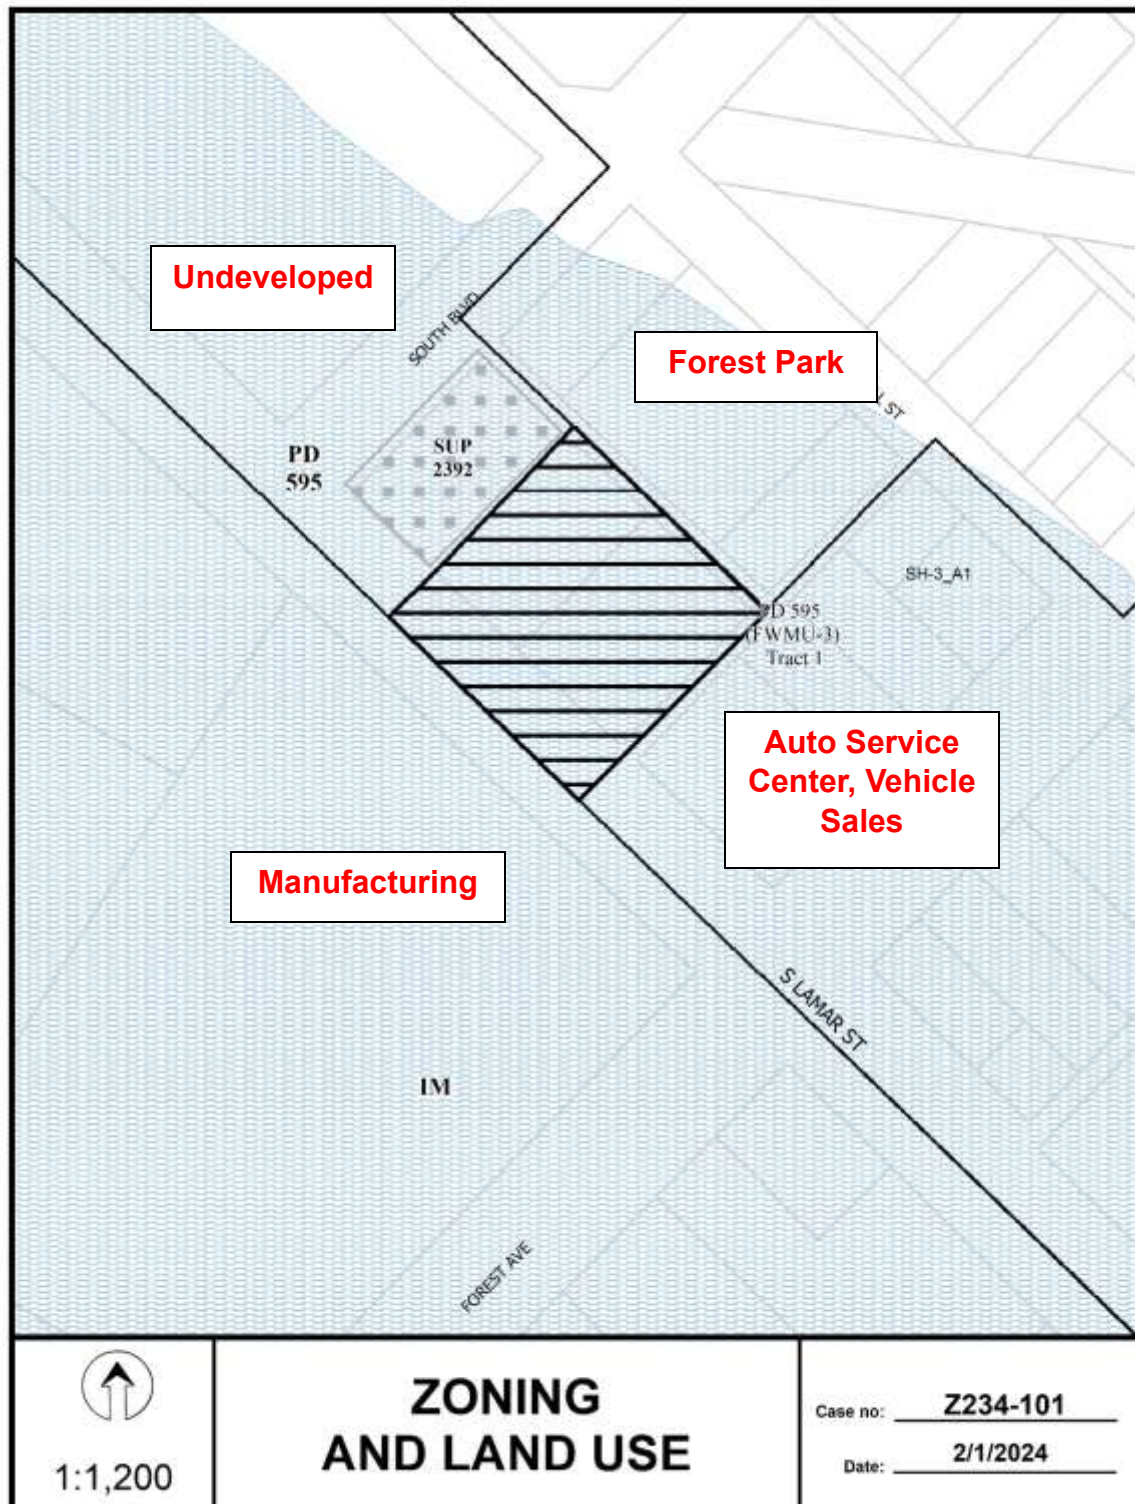 Undeveloped
SOUTH BLVD
Forest Park
ST
PD
595
SUP
2392
SH-3_A1
PD 595
(FWMU-3)
Tract 1
Auto Service
Center, Vehicle
Sales
Manufacturing
S LAMAR ST
IM
FOREST AVE
1:1,200
ZONING
AND LAND USE
Case no: Z234-101
Date: 2/1/2024